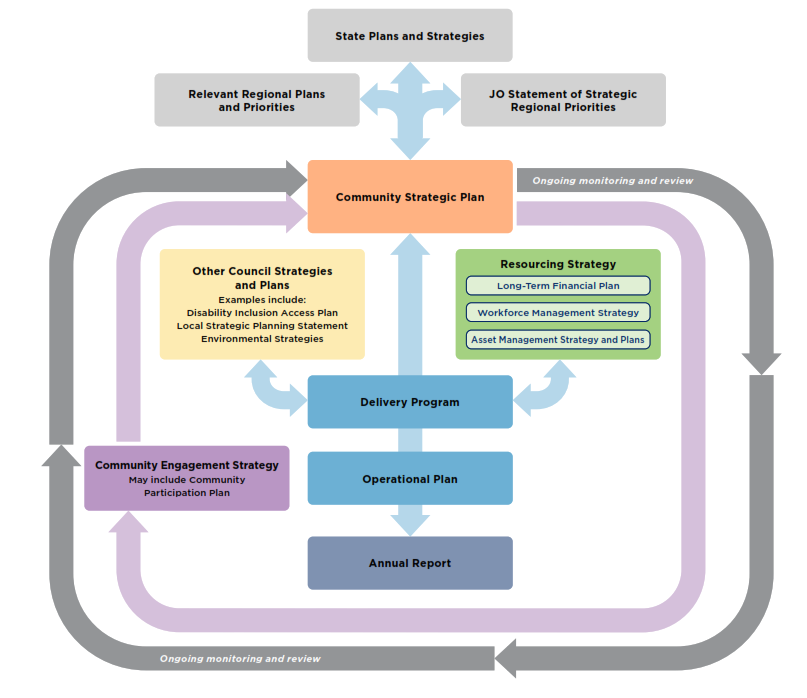 State Plans and Strategies
Relevant Regional Plans
and Priorities
JO Statement of Strategic
Regional Priorities
Community Strategic Plan
Ongoing monitoring and review
Other Council Strategies
and Plans
Examples include:
Disability Inclusion Access Plan
Local Strategic Planning Statement
Environmental Strategies
Resourcing Strategy
Long-Term Financial Plan
Workforce Management Strategy
Asset Management Strategy and Plans
Delivery Program
Community Engagement Strategy
May include Community
Participation Plan
Operational Plan
Annual Report
Ongoing monitoring and review